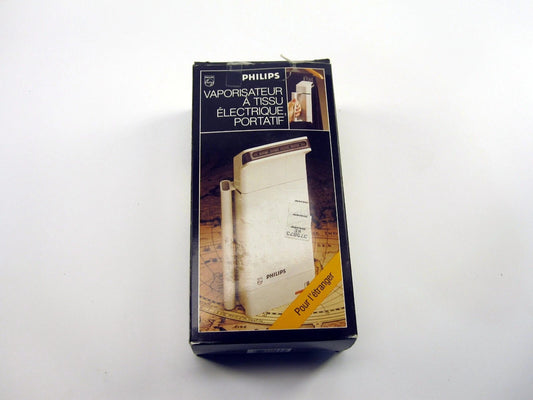 PHILIPS
VAPORISATEUR
À TISSU
ÉLECTRIQUE
PORTATIF
PHILIPS
Pour l'étranger